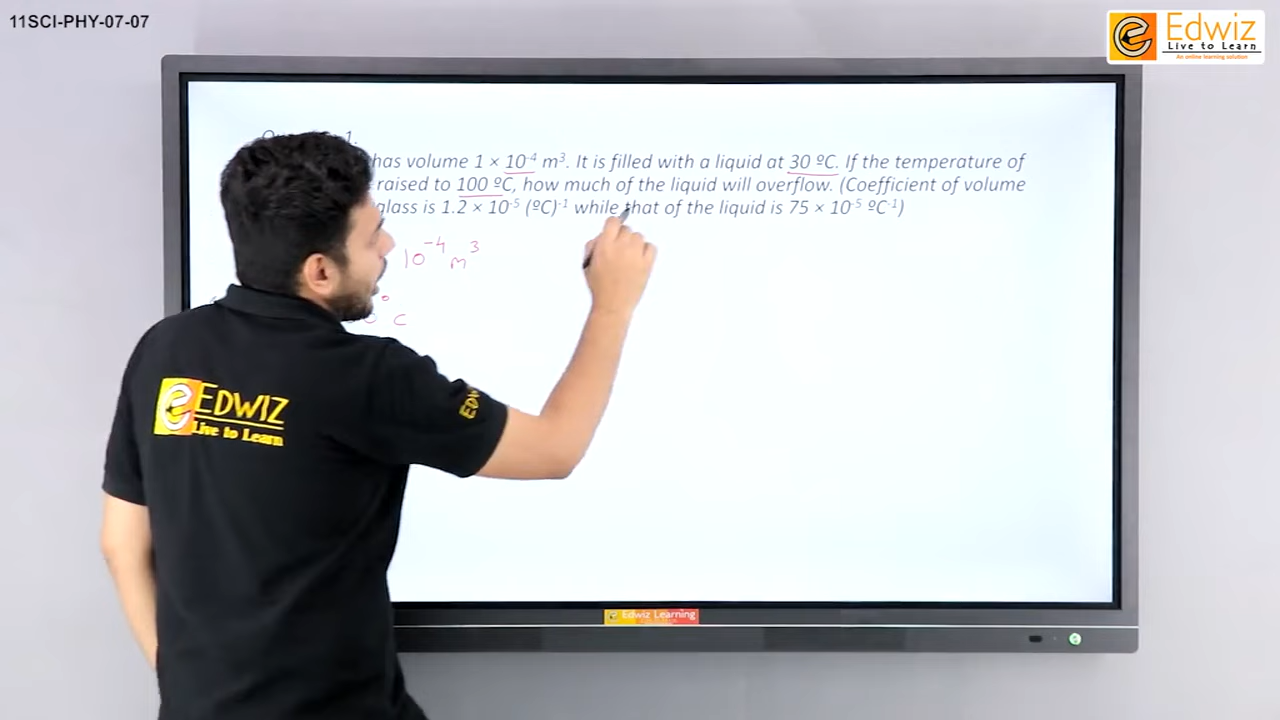 11SCI-PHY-07-07
Edwiz
Live to Learn
An online learning solution
1.
has volume 1 × 10⁻⁴ m³. It is filled with a liquid at 30 ºC. If the temperature of
raised to 100 ºC, how much of the liquid will overflow. (Coefficient of volume
glass is 1.2 × 10⁻⁵ (ºC)⁻¹ while that of the liquid is 75 × 10⁻⁵ ºC⁻¹)
10⁻⁴ m³
0° C
EDWIZ
Live to Learn
Edwiz Learning